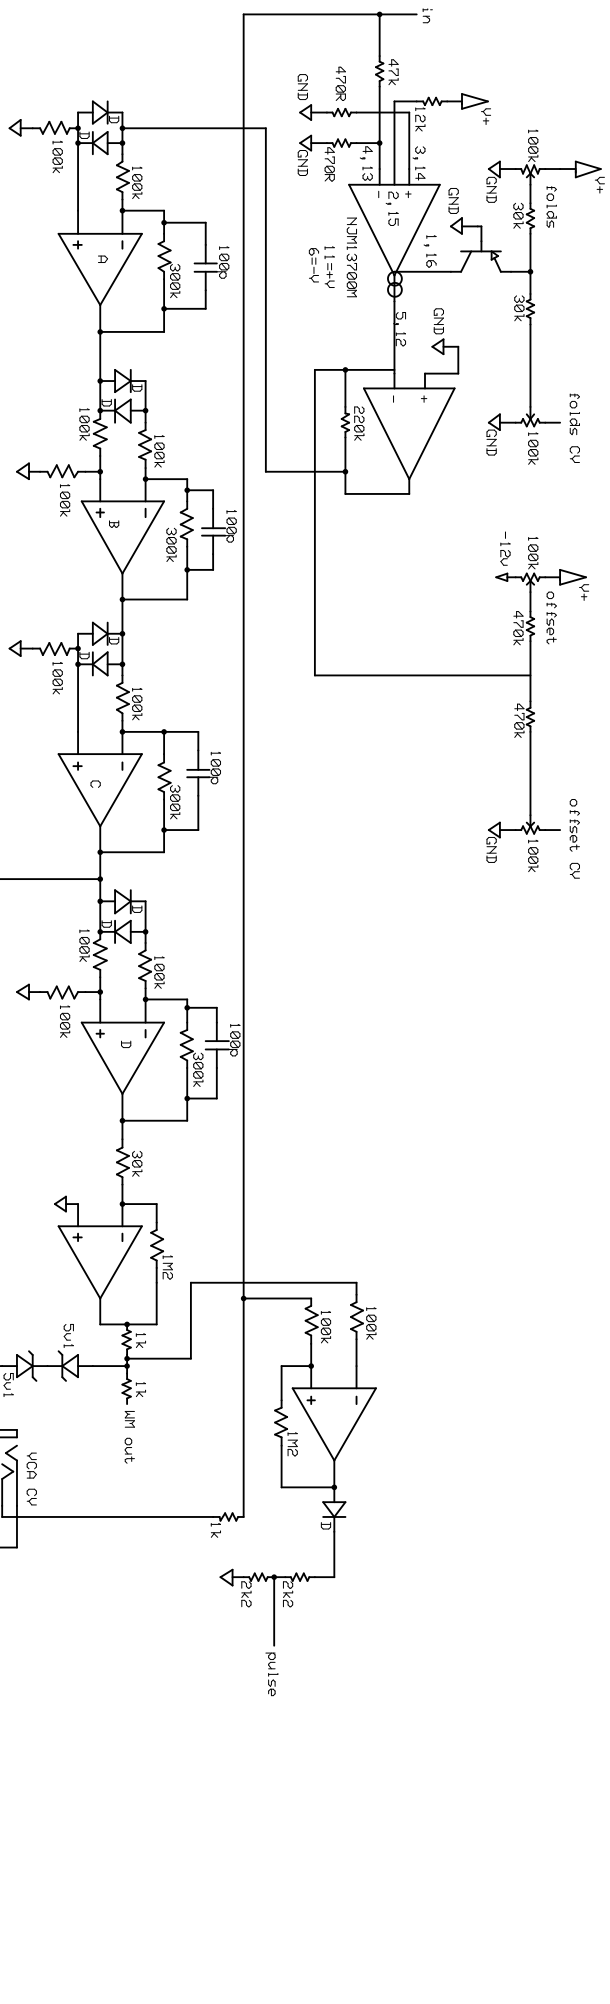 in
47k
470R
GND
470R
GND
12k
V+
3,14
4,13
2,15
-
+
NJM13700M
11=+V
6=-V
1,16
GND
5,12
GND
-
+
220k
V+
100k
GND
folds
30k
30k
folds CV
GND
100k
V+
100k
-12v
offset
470k
470k
offset CV
GND
100k
D
D
100k
100k
A
-
+
300k
100p
D
D
100k
100k
100k
B
-
+
300k
100p
D
D
100k
100k
C
-
+
300k
100p
D
D
100k
100k
100k
D
-
+
300k
100p
30k
-
+
1M2
1k
1k
5v1
5v1
WM out
VCA CV
1k
100k
100k
-
+
1M2
D
2k2
2k2
pulse